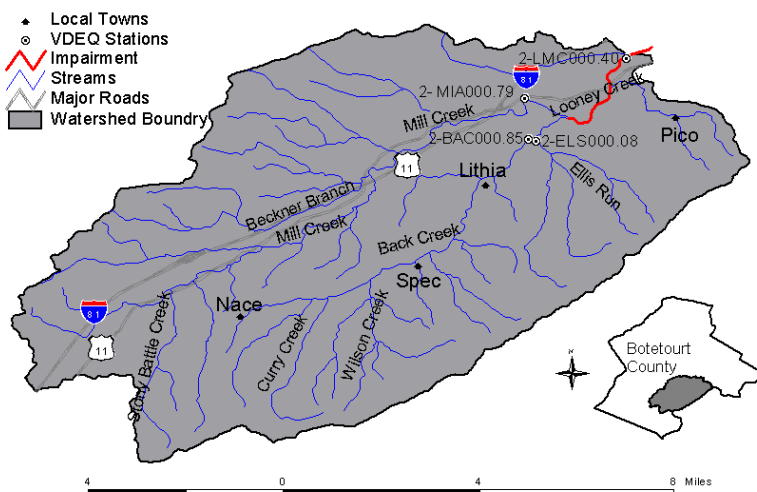 Local Towns
VDEQ Stations
Impairment
Streams
Major Roads
Watershed Boundry
2-LMC000.40
81
2- MIA000.79
Looney Creek
Mill Creek
2-BAC000.85
2-ELS000.08
Pico
11
Lithia
Ellis Run
Beckner Branch
Mill Creek
Back Creek
Spec
Nace
81
11
Stony Battle Creek
Curry Creek
Wilson Creek
Botetourt
County
N
4 0 4 8 Miles